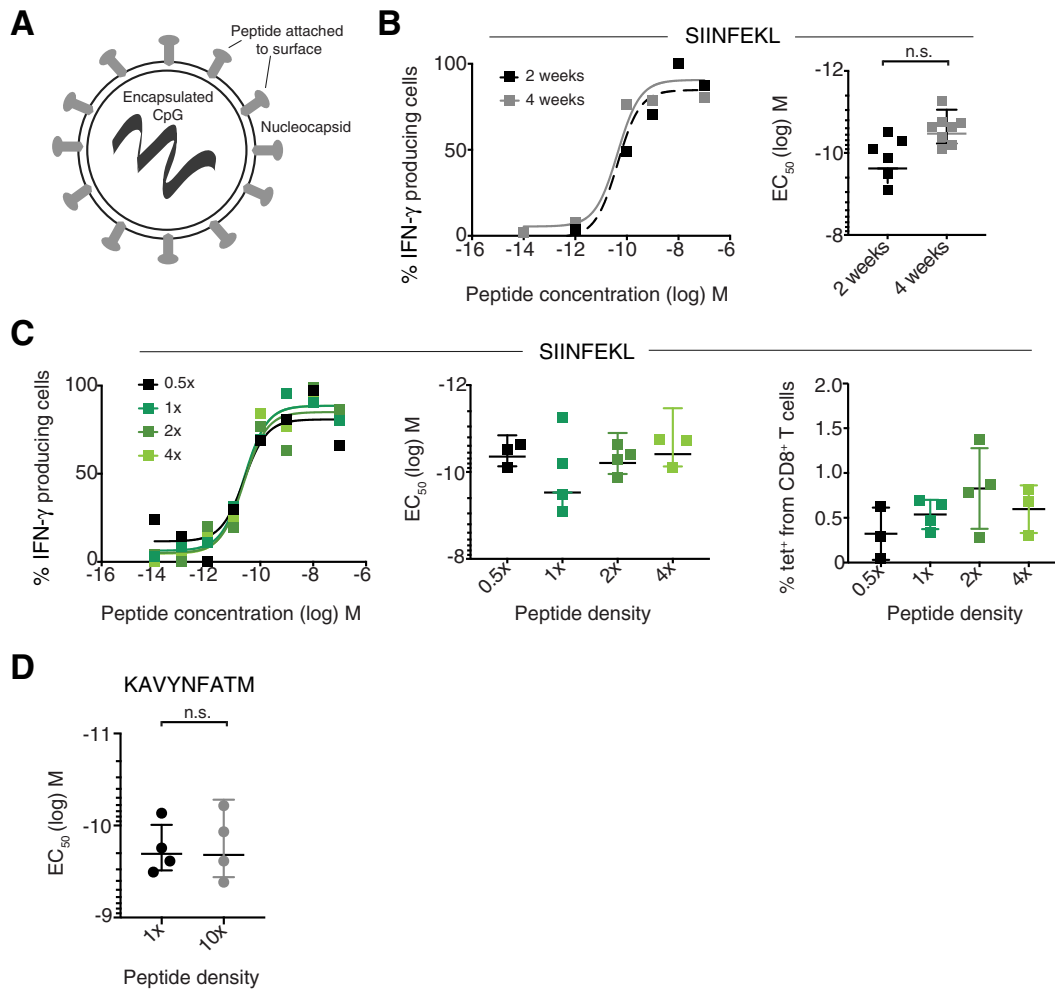 A
Peptide attached
to surface
Encapsulated
CpG
Nucleocapsid
B
SIINFEKL
% IFN-γ producing cells
100
50
0
2 weeks
4 weeks
-16 -14 -12 -10 -8 -6
Peptide concentration (log) M
n.s.
EC50 (log) M
-12
-10
-8
2 weeks
4 weeks
C
SIINFEKL
% IFN-γ producing cells
100
50
0
0.5x
1x
2x
4x
-16 -14 -12 -10 -8 -6
Peptide concentration (log) M
EC50 (log) M
-12
-10
-8
0.5x 1x 2x 4x
Peptide density
% tet+ from CD8+ T cells
2.0
1.5
1.0
0.5
0
0.5x 1x 2x 4x
Peptide density
D
KAVYNFATM
n.s.
EC50 (log) M
-11
-10
-9
1x 10x
Peptide density